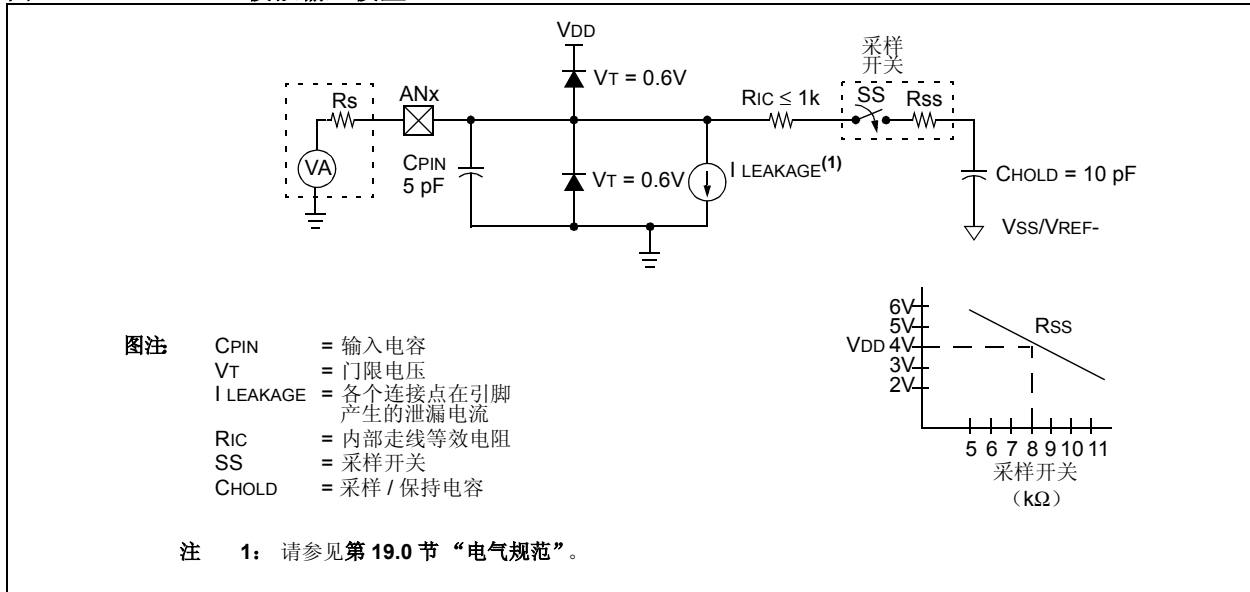 VDD
采样
开关
VT = 0.6V
RIC ≤ 1k
SS
RSS
RS
ANx
VA
CPIN
5 pF
VT = 0.6V
I LEAKAGE(1)
CHOLD = 10 pF
VSS/VREF-
6V
5V
VDD 4V
3V
2V
RSS
5 6 7 8 9 10 11
采样开关
（kΩ）
图注:
CPIN = 输入电容
VT = 门限电压
I LEAKAGE = 各个连接点在引脚
产生的泄漏电流
RIC = 内部走线等效电阻
SS = 采样开关
CHOLD = 采样 / 保持电容
注 1: 请参见第 19.0 节 “电气规范”。